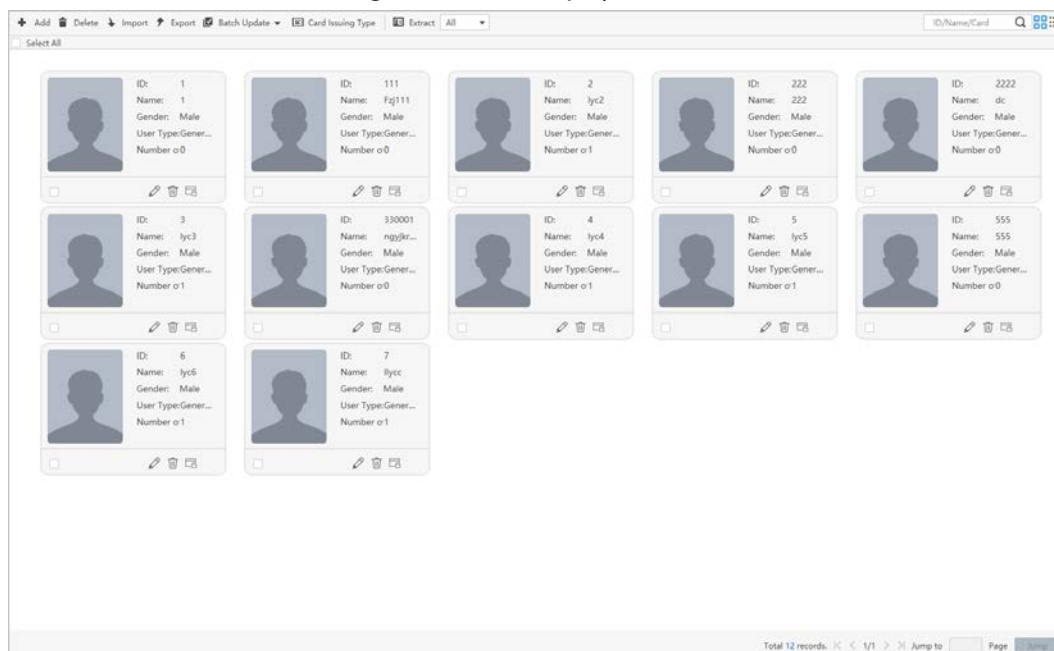 Add Delete Import Export Batch Update Card Issuing Type Extract All ID/Name/Card
Select All
ID: 1 ID: 111 ID: 2 ID: 222 ID: 2222
Name: 1 Name: Fzj111 Name: lyc2 Name: 222 Name: dc
Gender: Male Gender: Male Gender: Male Gender: Male Gender: Male
User Type:Gener... User Type:Gener... User Type:Gener... User Type:Gener... User Type:Gener...
Number o:0 Number o:0 Number o:1 Number o:0 Number o:0
ID: 3 ID: 330001 ID: 4 ID: 5 ID: 555
Name: lyc3 Name: ngyjkr... Name: lyc4 Name: lyc5 Name: 555
Gender: Male Gender: Male Gender: Male Gender: Male Gender: Male
User Type:Gener... User Type:Gener... User Type:Gener... User Type:Gener... User Type:Gener...
Number o:1 Number o:0 Number o:1 Number o:1 Number o:0
ID: 6 ID: 7
Name: lyc6 Name: llycc
Gender: Male Gender: Male
User Type:Gener... User Type:Gener...
Number o:1 Number o:1
Total 12 records. 1/1 Jump to Page Jump